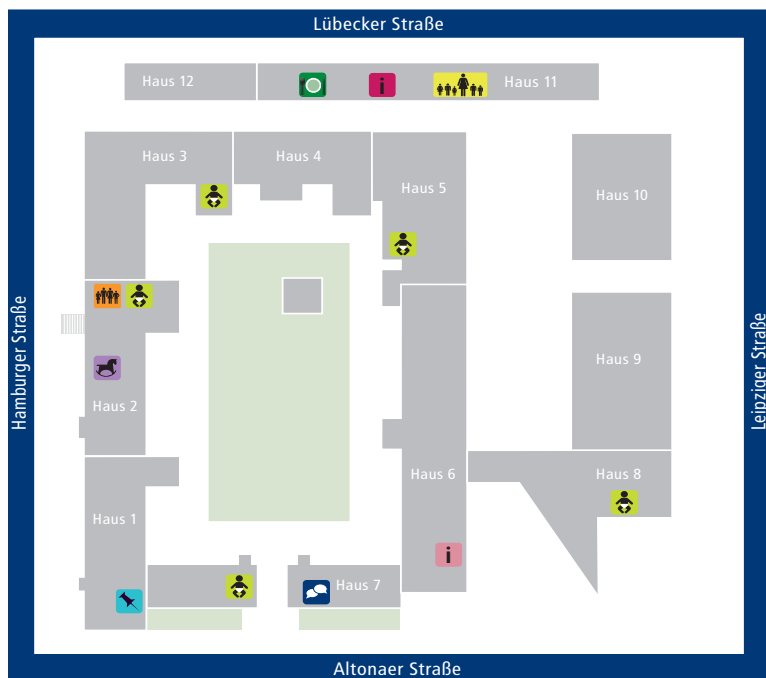 Lübecker Straße
Haus 12
i
Haus 11
Haus 3
Haus 4
Haus 5
Haus 10
Hamburger Straße
Leipziger Straße
Haus 9
Haus 2
Haus 6
Haus 8
Haus 1
i
Haus 7
Altonaer Straße